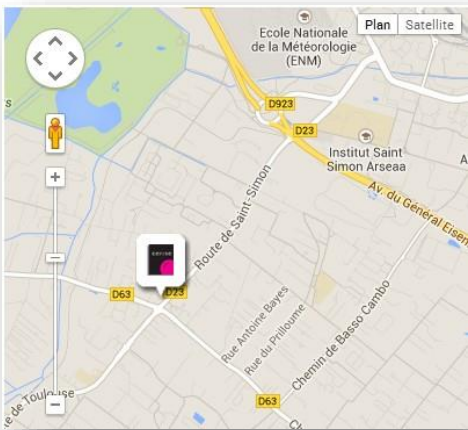 Plan
Satellite
Ecole Nationale
de la Météorologie
(ENM)
D923
D23
Institut Saint
Simon Arseaa
Av. du Général Eisen
Route de Saint-Simon
D63
D23
Rue Antoine Bayes
Rue du Prilloume
Chemin de Basso Cambo
e de Toulouse
D63
Ch